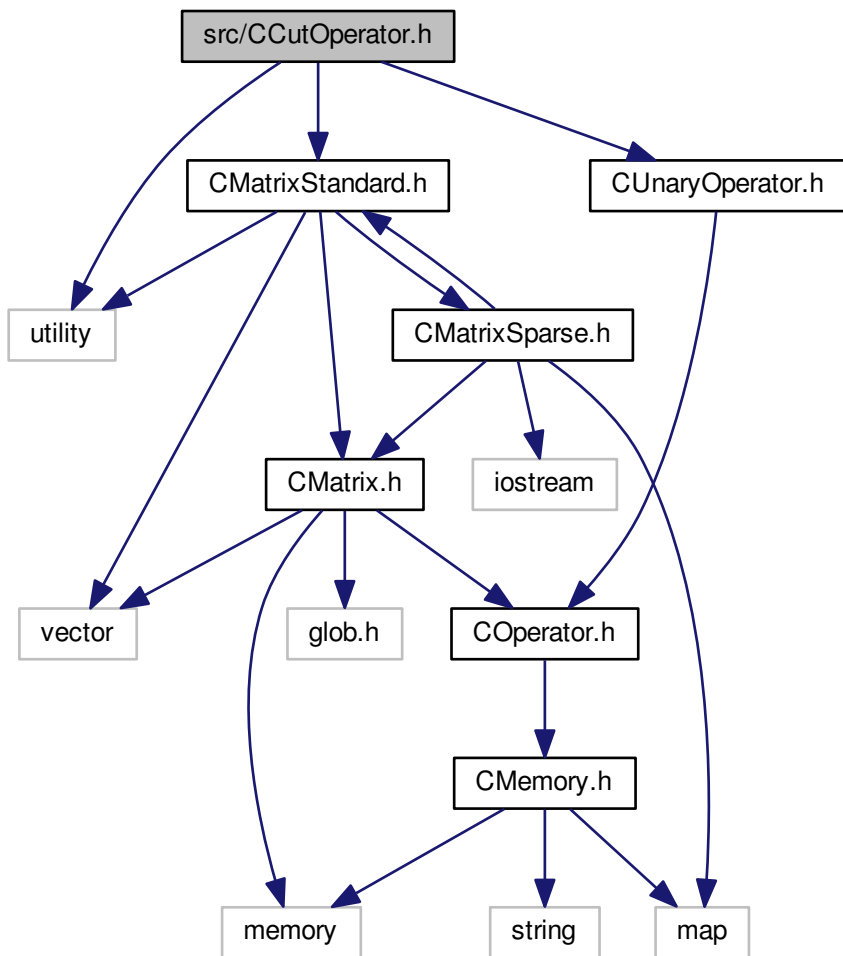 src/CCutOperator.h
CMatrixStandard.h
CUnaryOperator.h
utility
CMatrixSparse.h
CMatrix.h
iostream
vector
glob.h
COperator.h
CMemory.h
memory
string
map